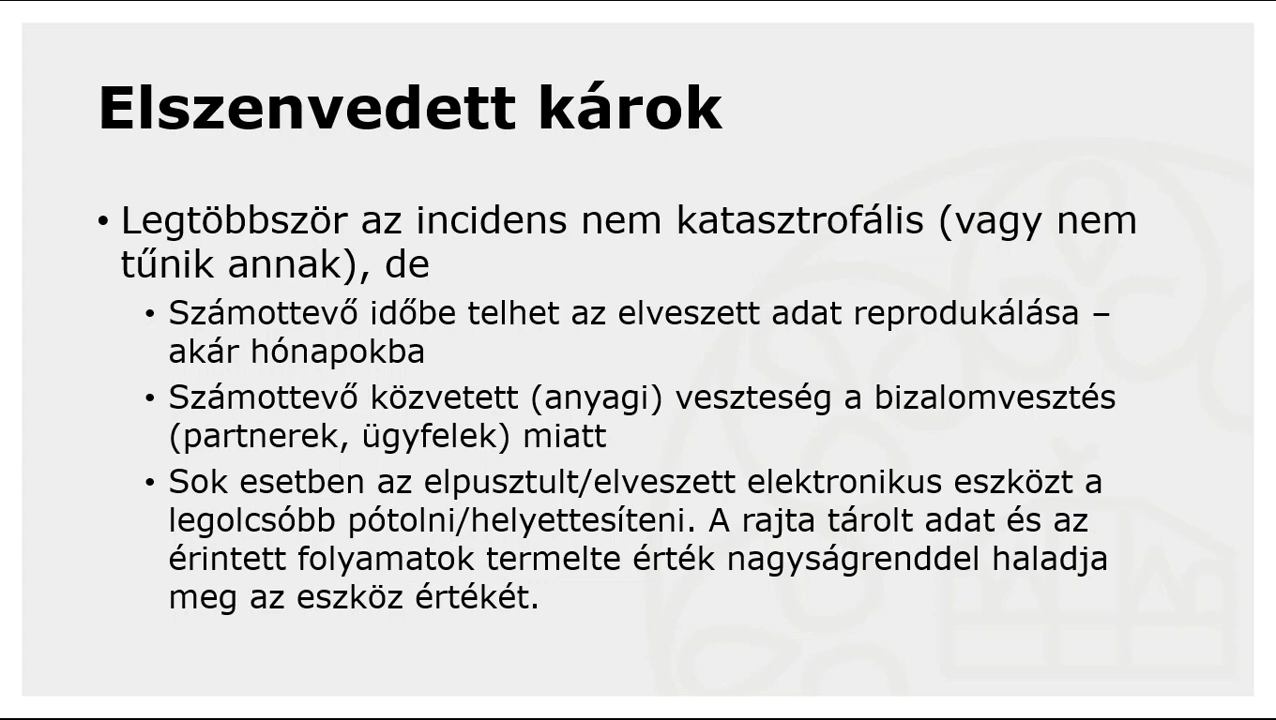 Elszenvedett károk
• Legtöbbször az incidens nem katasztrofális (vagy nem
tűnik annak), de
• Számottevő időbe telhet az elveszett adat reprodukálása –
akár hónapokba
• Számottevő közvetett (anyagi) veszteség a bizalomvesztés
(partnerek, ügyfelek) miatt
• Sok esetben az elpusztult/elveszett elektronikus eszközt a
legolcsóbb pótolni/helyettesíteni. A rajta tárolt adat és az
érintett folyamatok termelte érték nagyságrenddel haladja
meg az eszköz értékét.